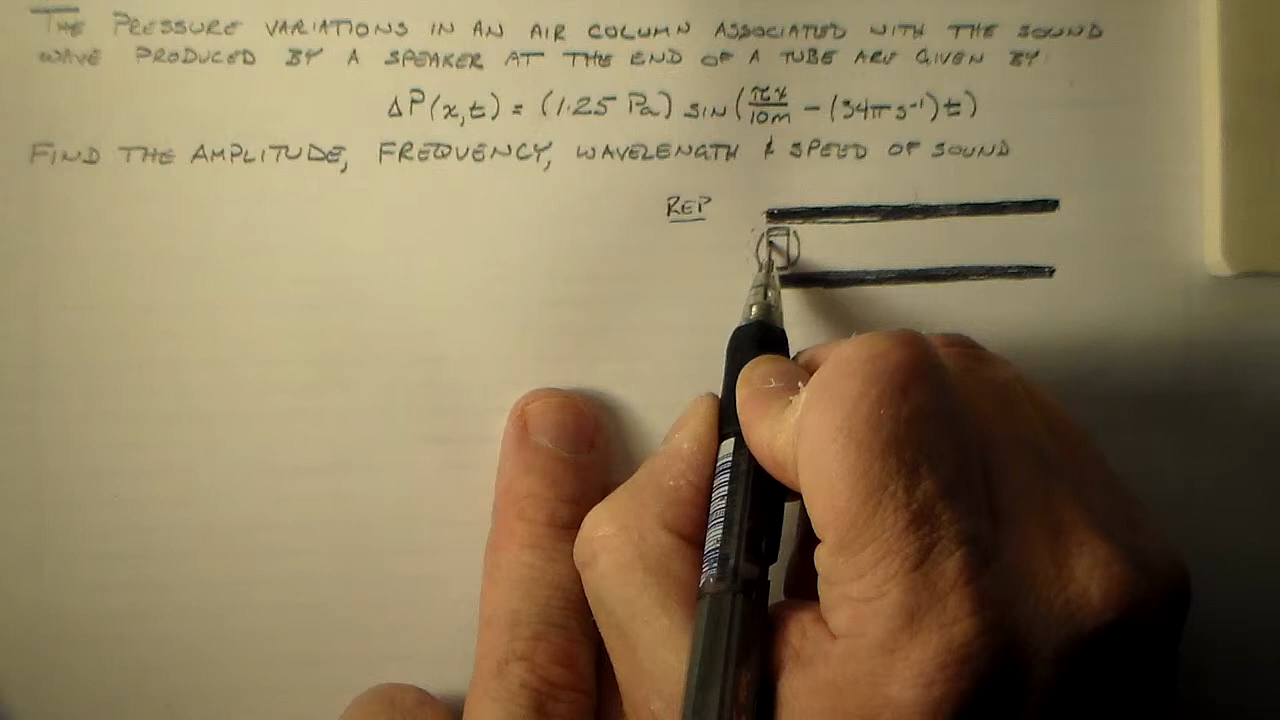 THE PRESSURE VARIATIONS IN AN AIR COLUMN ASSOCIATED WITH THE SOUND
WAVE PRODUCED BY A SPEAKER AT THE END OF A TUBE ARE GIVEN BY:
ΔP(x,t) = (1.25 Pa) SIN(πx/10m - (34π s⁻¹)t)
FIND THE AMPLITUDE, FREQUENCY, WAVELENGTH & SPEED OF SOUND
REP